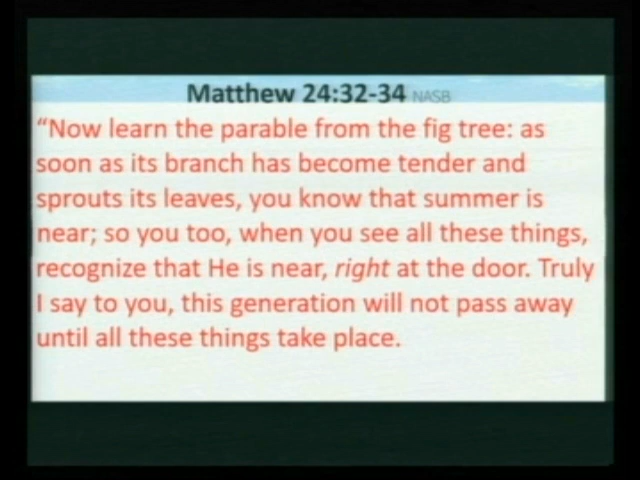 Matthew 24:32-34 NASB
“Now learn the parable from the fig tree: as
soon as its branch has become tender and
sprouts its leaves, you know that summer is
near; so you too, when you see all these things,
recognize that He is near, right at the door. Truly
I say to you, this generation will not pass away
until all these things take place.